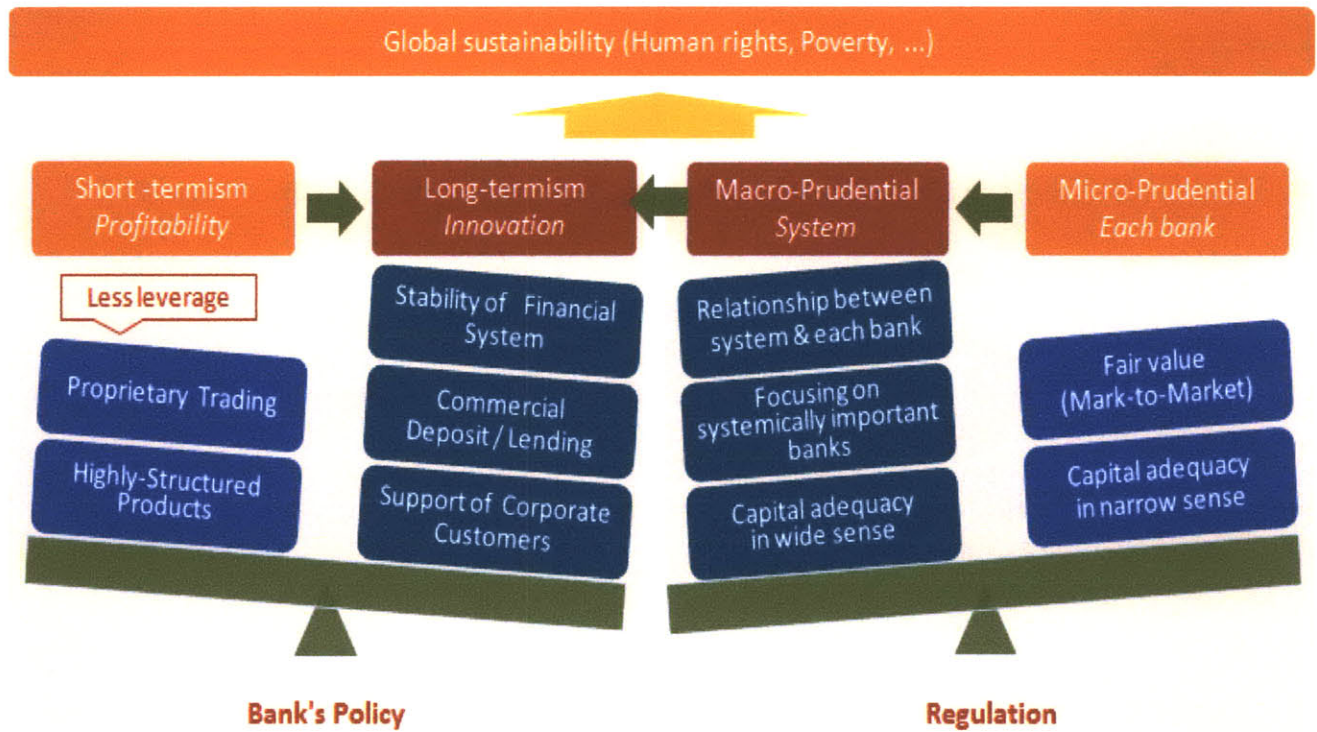 Global sustainability (Human rights, Poverty, ...)
Short -termism
Profitability
Long-termism
Innovation
Macro-Prudential
System
Micro-Prudential
Each bank
Less leverage
Proprietary Trading
Highly-Structured
Products
Stability of Financial
System
Commercial
Deposit / Lending
Support of Corporate
Customers
Relationship between
system & each bank
Focusing on
systemically important
banks
Capital adequacy
in wide sense
Fair value
(Mark-to-Market)
Capital adequacy
in narrow sense
Bank's Policy
Regulation